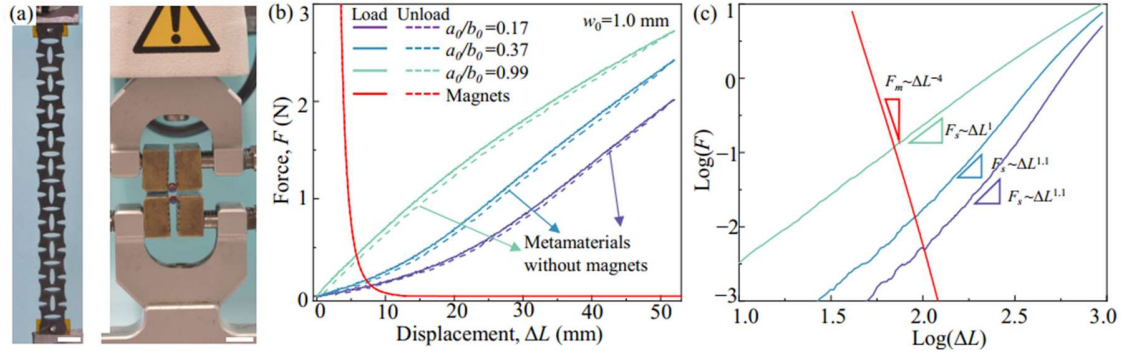 (a)
(b)
3
2
1
0
Force, F (N)
Load Unload
a₀/b₀=0.17
a₀/b₀=0.37
a₀/b₀=0.99
Magnets
w₀=1.0 mm
Metamaterials
without magnets
0 10 20 30 40 50
Displacement, ΔL (mm)
(c)
0
−1
−2
−3
Log(F)
Fₘ~ΔL⁻⁴
Fₛ~ΔL¹
Fₛ~ΔL¹·¹
Fₛ~ΔL¹·¹
1.0 1.5 2.0 2.5 3.0
Log(ΔL)